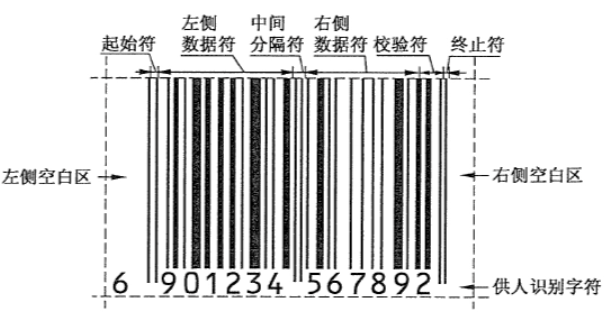 左侧 中间 右侧
起始符 数据符 分隔符 数据符 校验符 终止符
左侧空白区 右侧空白区
6 901234 567892 供人识别字符